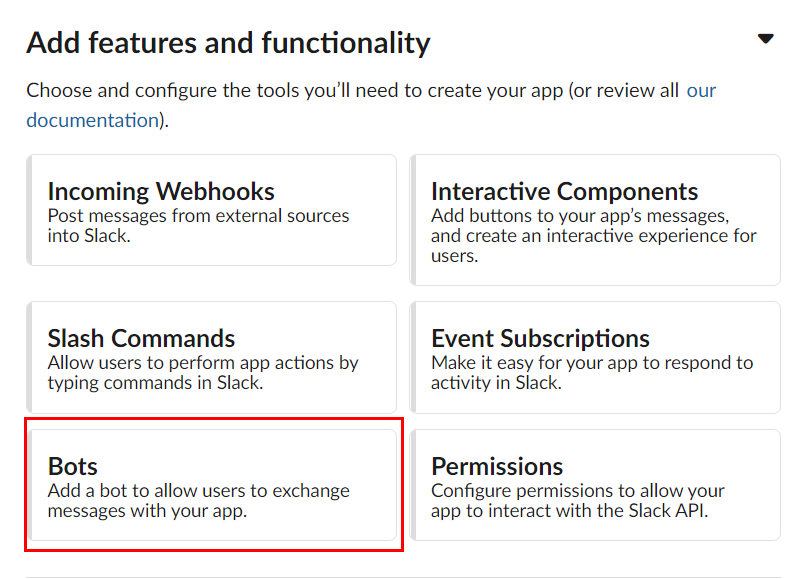 Add features and functionality
Choose and configure the tools you’ll need to create your app (or review all our
documentation).
Incoming Webhooks
Post messages from external sources
into Slack.
Interactive Components
Add buttons to your app’s messages,
and create an interactive experience for
users.
Slash Commands
Allow users to perform app actions by
typing commands in Slack.
Event Subscriptions
Make it easy for your app to respond to
activity in Slack.
Bots
Add a bot to allow users to exchange
messages with your app.
Permissions
Configure permissions to allow your
app to interact with the Slack API.